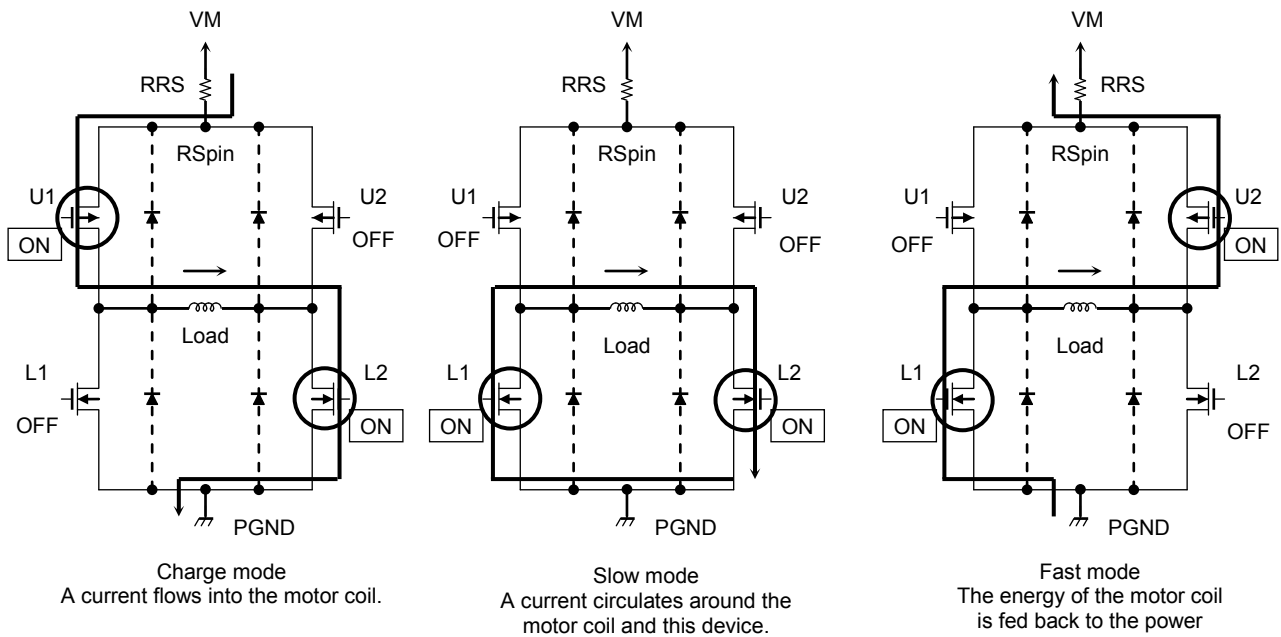 VM
RRS
RSpin
U1
U2
ON
OFF
Load
L1
L2
OFF
ON
PGND
Charge mode
A current flows into the motor coil.
VM
RRS
RSpin
U1
U2
OFF
OFF
Load
L1
L2
ON
ON
PGND
Slow mode
A current circulates around the
motor coil and this device.
VM
RRS
RSpin
U1
U2
OFF
ON
Load
L1
L2
ON
OFF
PGND
Fast mode
The energy of the motor coil
is fed back to the power